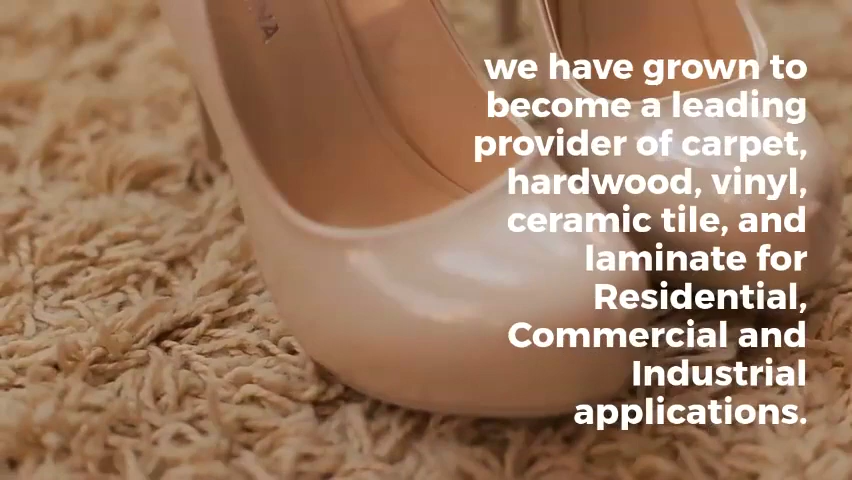 we have grown to
become a leading
provider of carpet,
hardwood, vinyl,
ceramic tile, and
laminate for
Residential,
Commercial and
Industrial
applications.